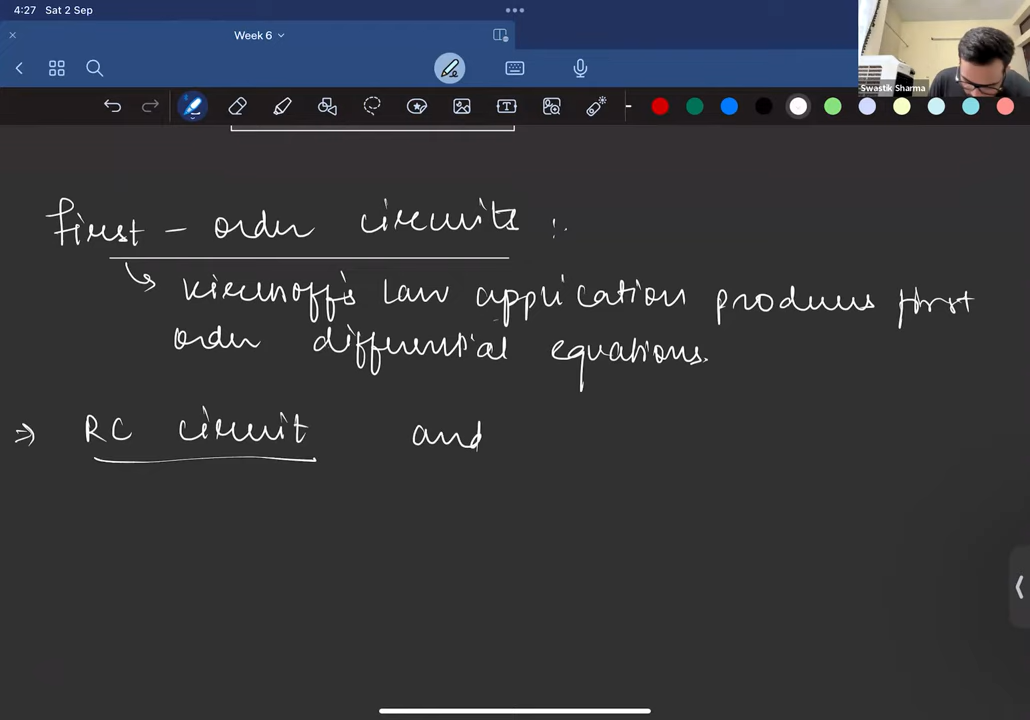 4:27 Sat 2 Sep
Week 6
Swastik Sharma
First - order circuits :
Kirchhoff's Law application produces first
order differential equations.
⇒ RC circuit and